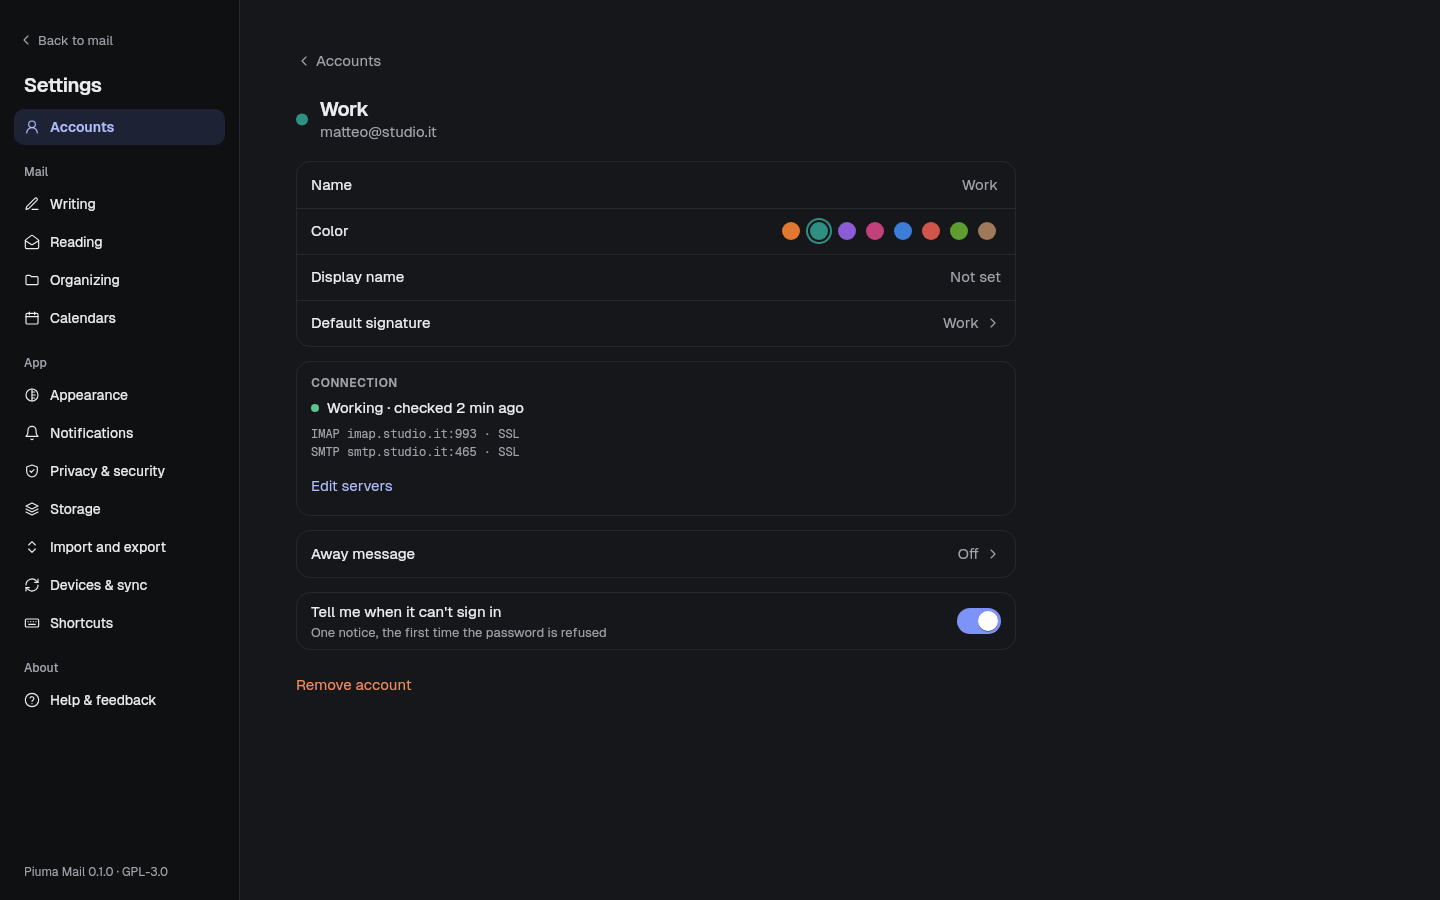 Back to mail
Settings
Accounts
Mail
Writing
Reading
Organizing
Calendars
App
Appearance
Notifications
Privacy & security
Storage
Import and export
Devices & sync
Shortcuts
About
Help & feedback
Piuma Mail 0.1.0 · GPL-3.0
Accounts
Work
matteo@studio.it
Name Work
Color
Display name Not set
Default signature Work
CONNECTION
Working · checked 2 min ago
IMAP imap.studio.it:993 · SSL
SMTP smtp.studio.it:465 · SSL
Edit servers
Away message Off
Tell me when it can't sign in
One notice, the first time the password is refused
Remove account